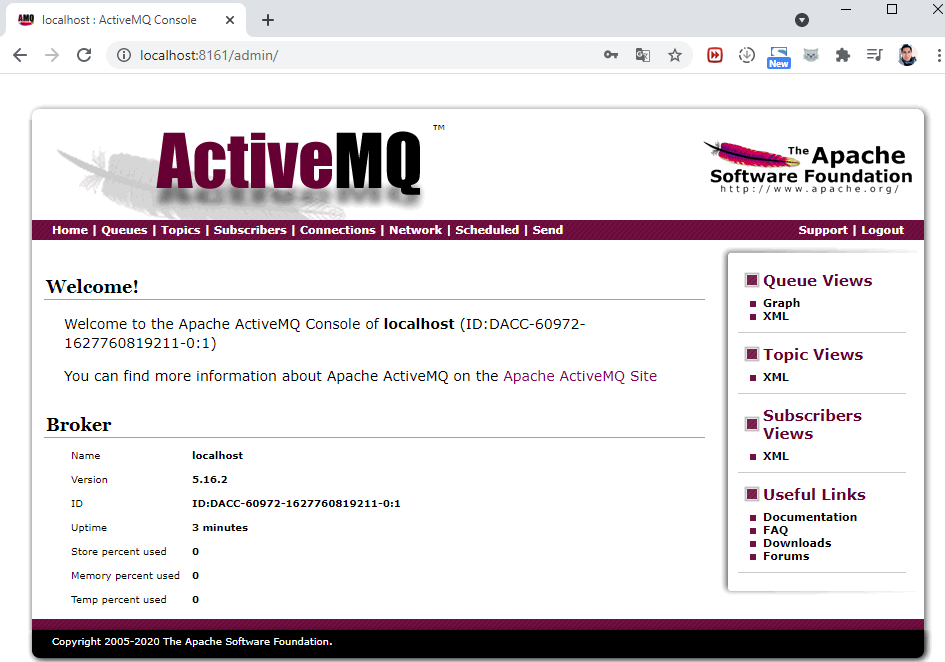 AMQ localhost : ActiveMQ Console
localhost:8161/admin/
New
ActiveMQ ™
The Apache
Software Foundation
http://www.apache.org/
Home | Queues | Topics | Subscribers | Connections | Network | Scheduled | Send
Support | Logout
Welcome!
Welcome to the Apache ActiveMQ Console of localhost (ID:DACC-60972-
1627760819211-0:1)
You can find more information about Apache ActiveMQ on the Apache ActiveMQ Site
Broker
Name localhost
Version 5.16.2
ID ID:DACC-60972-1627760819211-0:1
Uptime 3 minutes
Store percent used 0
Memory percent used 0
Temp percent used 0
Queue Views
Graph
XML
Topic Views
XML
Subscribers
Views
XML
Useful Links
Documentation
FAQ
Downloads
Forums
Copyright 2005-2020 The Apache Software Foundation.